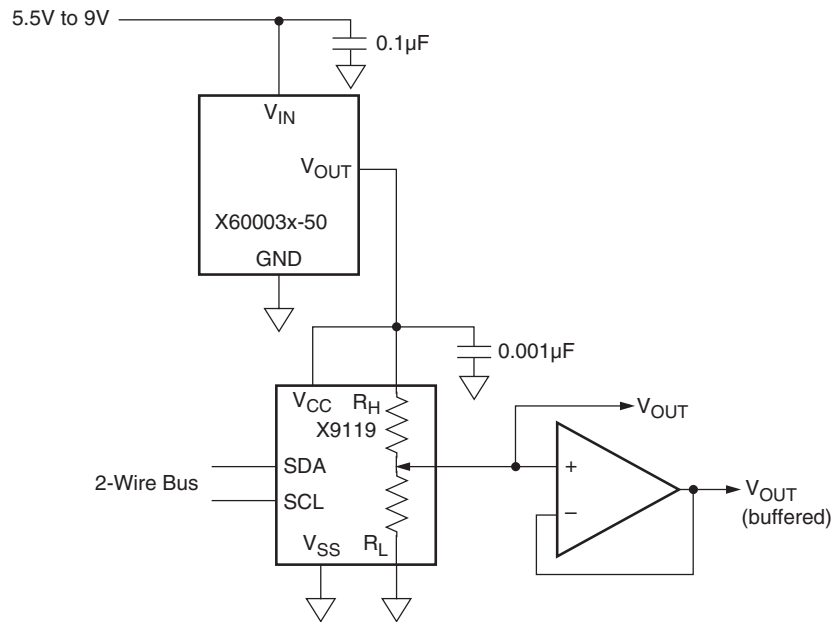 5.5V to 9V
0.1µF
V_IN
V_OUT
X60003x-50
GND
0.001µF
V_CC R_H
X9119
V_OUT
2-Wire Bus
SDA
SCL
+
−
V_OUT
(buffered)
V_SS R_L